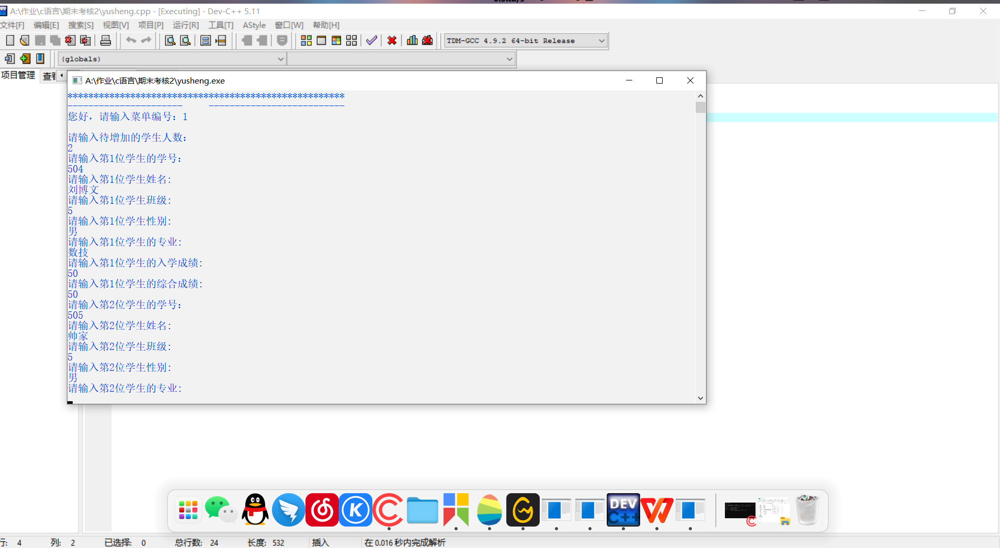 A:\作业\c语言\期末考核2\yusheng.cpp - [Executing] - Dev-C++ 5.11
文件[F] 编辑[E] 搜索[S] 视图[V] 项目[P] 运行[R] 工具[T] AStyle 窗口[W] 帮助[H]
TDM-GCC 4.9.2 64-bit Release
(globals)
项目管理 查看
A:\作业\c语言\期末考核2\yusheng.exe
*****************************************************
----------------------     --------------------------
您好，请输入菜单编号：1
请输入待增加的学生人数：
2
请输入第1位学生的学号：
504
请输入第1位学生姓名：
刘博文
请输入第1位学生班级：
5
请输入第1位学生性别：
男
请输入第1位学生的专业：
数技
请输入第1位学生的入学成绩：
50
请输入第1位学生的综合成绩：
50
请输入第2位学生的学号：
505
请输入第2位学生姓名：
帅家
请输入第2位学生班级：
5
请输入第2位学生性别：
男
请输入第2位学生的专业：
DEV C++
行: 4 列: 2 已选择: 0 总行数: 24 长度: 532 插入 在 0.016 秒内完成解析